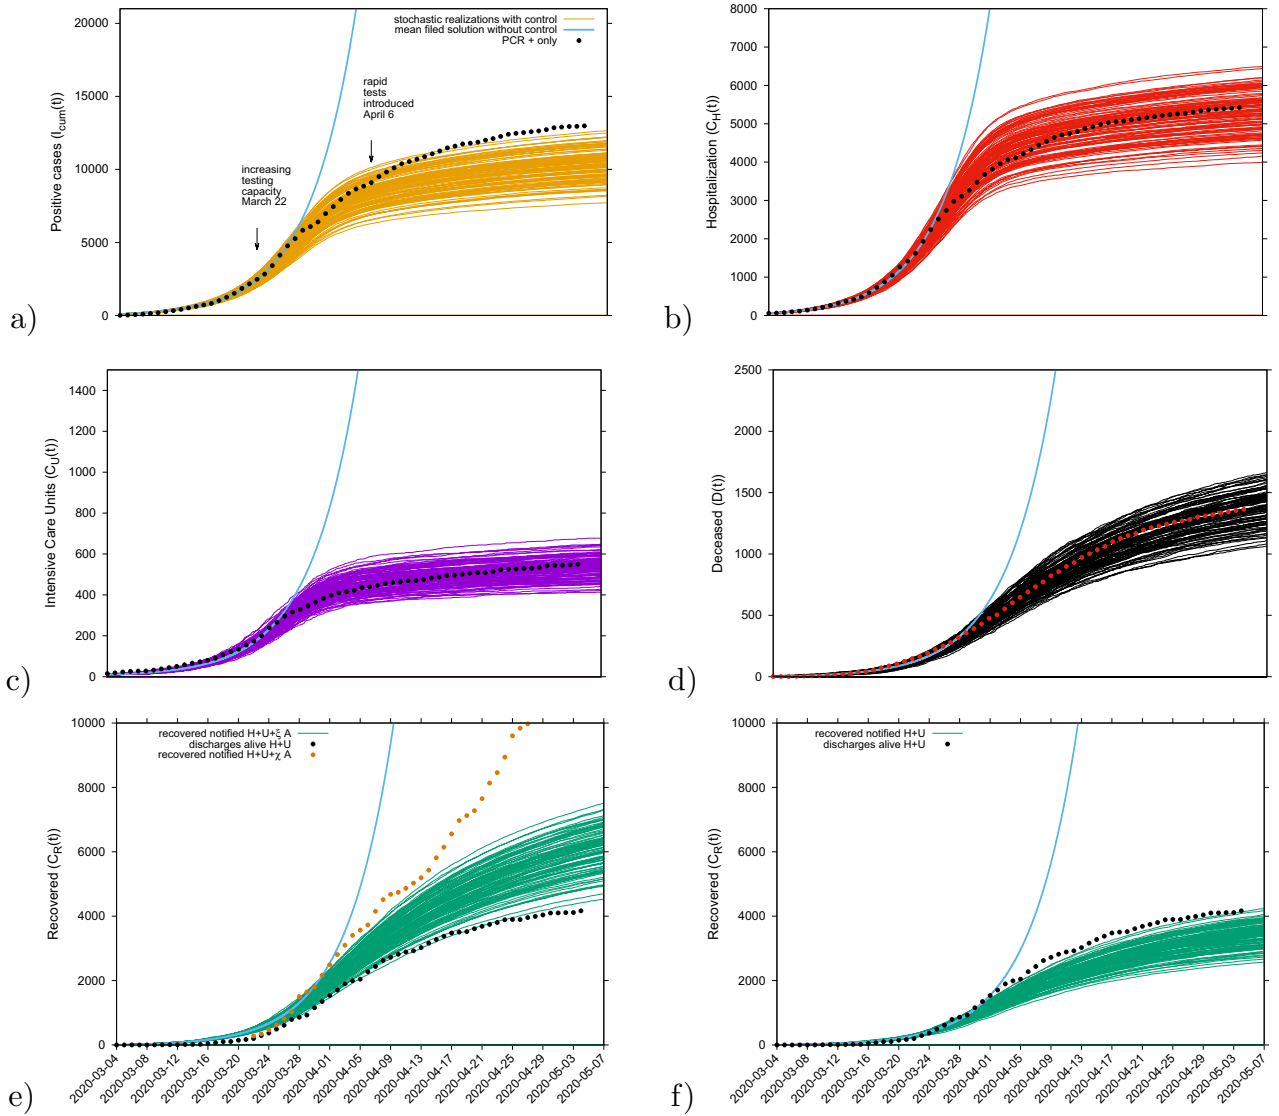 20000
15000
10000
5000
0
Positive cases (I_cum(t))
stochastic realizations with control
mean filed solution without control
PCR + only
rapid
tests
introduced
April 6
increasing
testing
capacity
March 22
a)
8000
7000
6000
5000
4000
3000
2000
1000
0
Hospitalization (C_H(t))
b)
1400
1200
1000
800
600
400
200
0
Intensive Care Units (C_U(t))
c)
2500
2000
1500
1000
500
0
Deceased (D(t))
d)
10000
8000
6000
4000
2000
0
Recovered (C_R(t))
recovered notified H+U+ξ A
discharges alive H+U
recovered notified H+U+χ A
2020-03-04
2020-03-08
2020-03-12
2020-03-16
2020-03-20
2020-03-24
2020-03-28
2020-04-01
2020-04-05
2020-04-09
2020-04-13
2020-04-17
2020-04-21
2020-04-25
2020-04-29
2020-05-03
2020-05-07
e)
10000
8000
6000
4000
2000
0
Recovered (C_R(t))
recovered notified H+U
discharges alive H+U
2020-03-04
2020-03-08
2020-03-12
2020-03-16
2020-03-20
2020-03-24
2020-03-28
2020-04-01
2020-04-05
2020-04-09
2020-04-13
2020-04-17
2020-04-21
2020-04-25
2020-04-29
2020-05-03
2020-05-07
f)